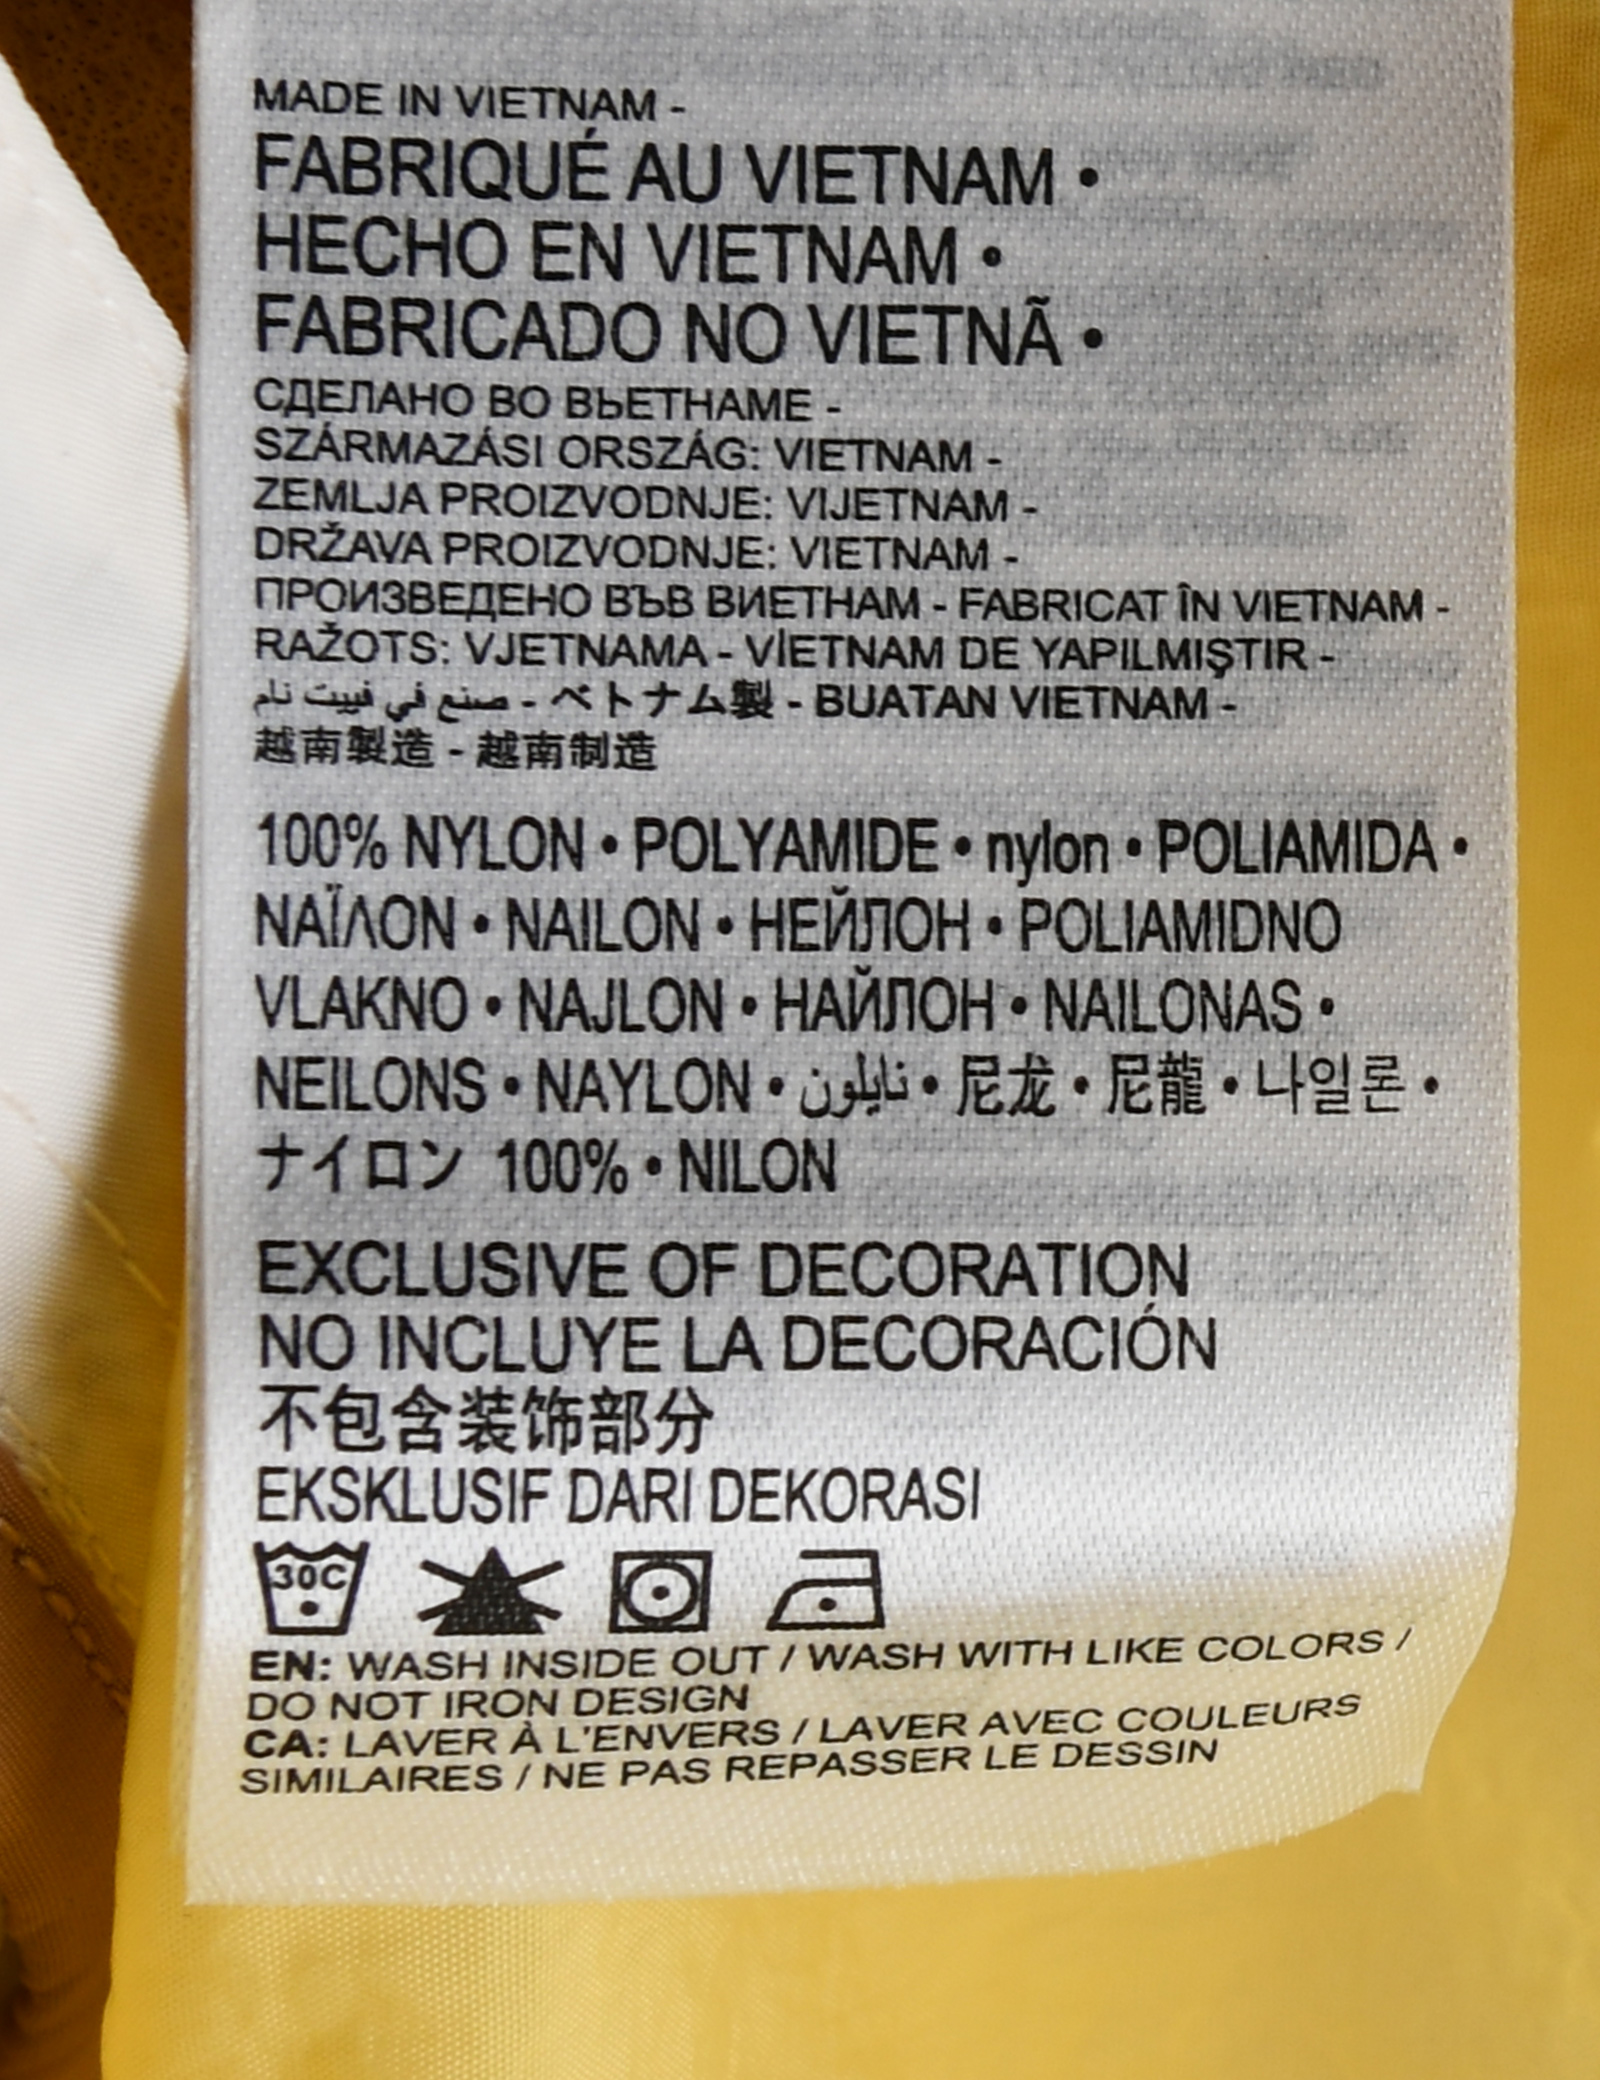 MADE IN VIETNAM -
FABRIQUÉ AU VIETNAM •
HECHO EN VIETNAM •
FABRICADO NO VIETNÃ •
СДЕЛАНО ВО ВЬЕТНАМЕ -
SZÁRMAZÁSI ORSZÁG: VIETNAM -
ZEMLJA PROIZVODNJE: VIJETNAM -
DRŽAVA PROIZVODNJE: VIETNAM -
ПРОИЗВЕДЕНО ВЪВ ВИЕТНАМ - FABRICAT ÎN VIETNAM -
RAŽOTS: VJETNAMA - VİETNAM DE YAPILMIŞTIR -
صنع في فييت نام - ベトナム製 - BUATAN VIETNAM -
越南製造 - 越南制造
100% NYLON • POLYAMIDE • nylon • POLIAMIDA •
ΝΑΪΛΟΝ • NAILON • НЕЙЛОН • POLIAMIDNO
VLAKNO • NAJLON • НАЙЛОН • NAILONAS •
NEILONS • NAYLON • نايلون • 尼龙 • 尼龍 • 나일론 •
ナイロン 100% • NILON
EXCLUSIVE OF DECORATION
NO INCLUYE LA DECORACIÓN
不包含装饰部分
EKSKLUSIF DARI DEKORASI
30C
EN: WASH INSIDE OUT / WASH WITH LIKE COLORS /
DO NOT IRON DESIGN
CA: LAVER À L'ENVERS / LAVER AVEC COULEURS
SIMILAIRES / NE PAS REPASSER LE DESSIN